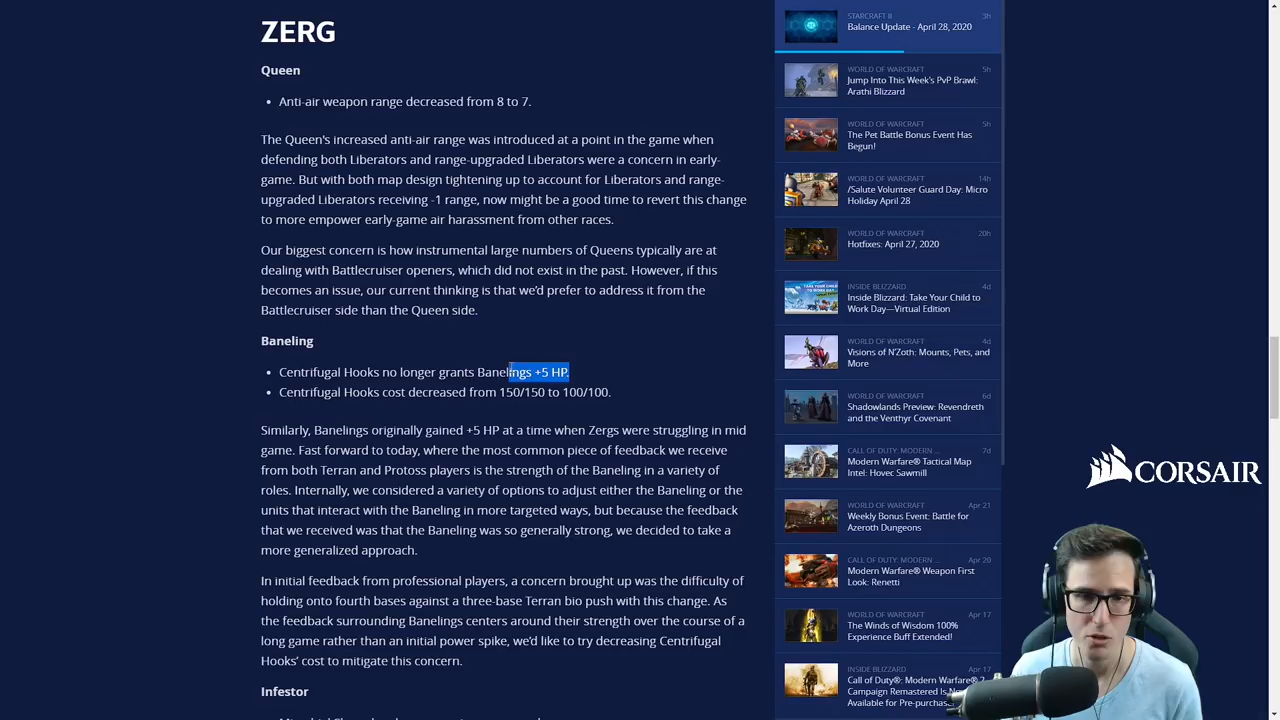 ZERG
Queen
• Anti-air weapon range decreased from 8 to 7.
The Queen's increased anti-air range was introduced at a point in the game when
defending both Liberators and range-upgraded Liberators were a concern in early-
game. But with both map design tightening up to account for Liberators and range-
upgraded Liberators receiving -1 range, now might be a good time to revert this change
to more empower early-game air harassment from other races.
Our biggest concern is how instrumental large numbers of Queens typically are at
dealing with Battlecruiser openers, which did not exist in the past. However, if this
becomes an issue, our current thinking is that we'd prefer to address it from the
Battlecruiser side than the Queen side.
Baneling
• Centrifugal Hooks no longer grants Banelings +5 HP.
• Centrifugal Hooks cost decreased from 150/150 to 100/100.
Similarly, Banelings originally gained +5 HP at a time when Zergs were struggling in mid
game. Fast forward to today, where the most common piece of feedback we receive
from both Terran and Protoss players is the strength of the Baneling in a variety of
roles. Internally, we considered a variety of options to adjust either the Baneling or the
units that interact with the Baneling in more targeted ways, but because the feedback
that we received was that the Baneling was so generally strong, we decided to take a
more generalized approach.
In initial feedback from professional players, a concern brought up was the difficulty of
holding onto fourth bases against a three-base Terran bio push with this change. As
the feedback surrounding Banelings centers around their strength over the course of a
long game rather than an initial power spike, we'd like to try decreasing Centrifugal
Hooks' cost to mitigate this concern.
Infestor
STARCRAFT II 3h
Balance Update - April 28, 2020
WORLD OF WARCRAFT 5h
Jump Into This Week's PvP Brawl:
Arathi Blizzard
WORLD OF WARCRAFT 5h
The Pet Battle Bonus Event Has
Begun!
WORLD OF WARCRAFT 14h
/Salute Volunteer Guard Day: Micro
Holiday April 28
WORLD OF WARCRAFT 20h
Hotfixes: April 27, 2020
INSIDE BLIZZARD 4d
Inside Blizzard: Take Your Child to
Work Day—Virtual Edition
WORLD OF WARCRAFT 4d
Visions of N'Zoth: Mounts, Pets, and
More
WORLD OF WARCRAFT 6d
Shadowlands Preview: Revendreth
and the Venthyr Covenant
CALL OF DUTY: MODERN ... 7d
Modern Warfare® Tactical Map
Intel: Hovec Sawmill
WORLD OF WARCRAFT Apr 21
Weekly Bonus Event: Battle for
Azeroth Dungeons
CALL OF DUTY: MODERN ... Apr 20
Modern Warfare® Weapon First
Look: Renetti
WORLD OF WARCRAFT Apr 17
The Winds of Wisdom 100%
Experience Buff Extended!
INSIDE BLIZZARD Apr 17
Call of Duty®: Modern Warfare® 2
Campaign Remastered Is
Available for Pre-purchase
CORSAIR